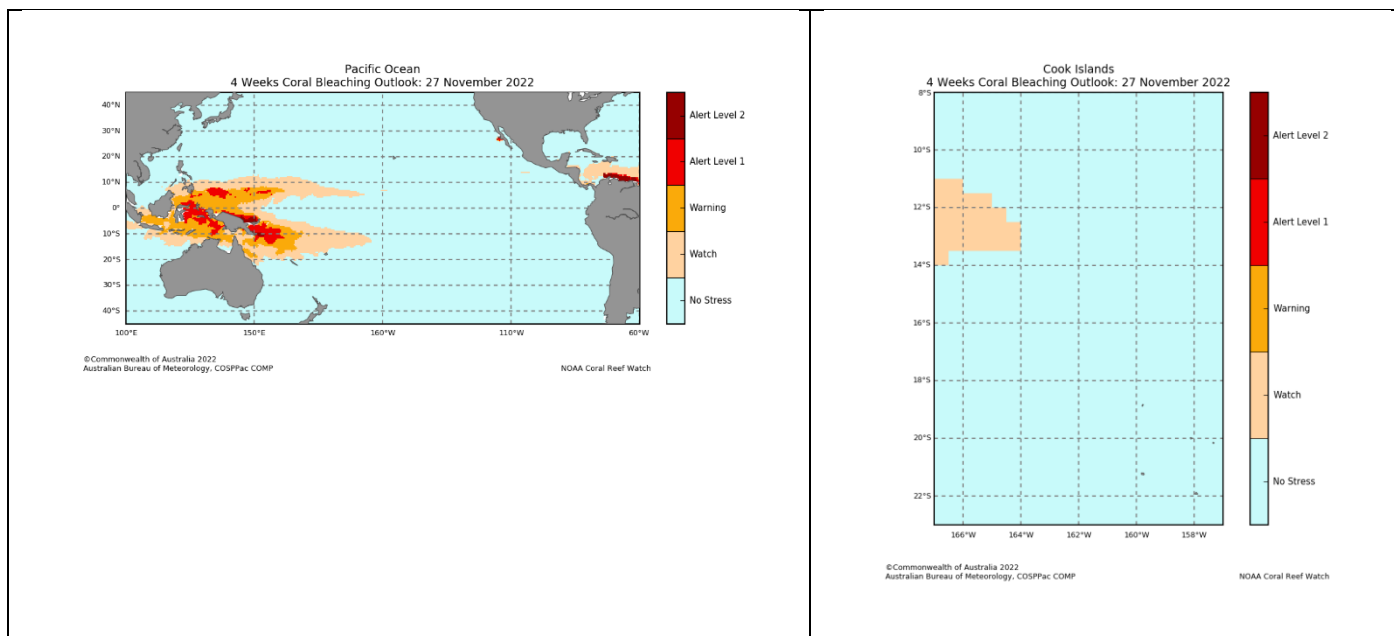 Pacific Ocean
4 Weeks Coral Bleaching Outlook: 27 November 2022
40°N
30°N
20°N
10°N
0°
10°S
20°S
30°S
40°S
100°E
150°E
160°W
110°W
60°W
Alert Level 2
Alert Level 1
Warning
Watch
No Stress
©Commonwealth of Australia 2022
Australian Bureau of Meteorology, COSPPac COMP
NOAA Coral Reef Watch
Cook Islands
4 Weeks Coral Bleaching Outlook: 27 November 2022
8°S
10°S
12°S
14°S
16°S
18°S
20°S
22°S
166°W
164°W
162°W
160°W
158°W
Alert Level 2
Alert Level 1
Warning
Watch
No Stress
©Commonwealth of Australia 2022
Australian Bureau of Meteorology, COSPPac COMP
NOAA Coral Reef Watch